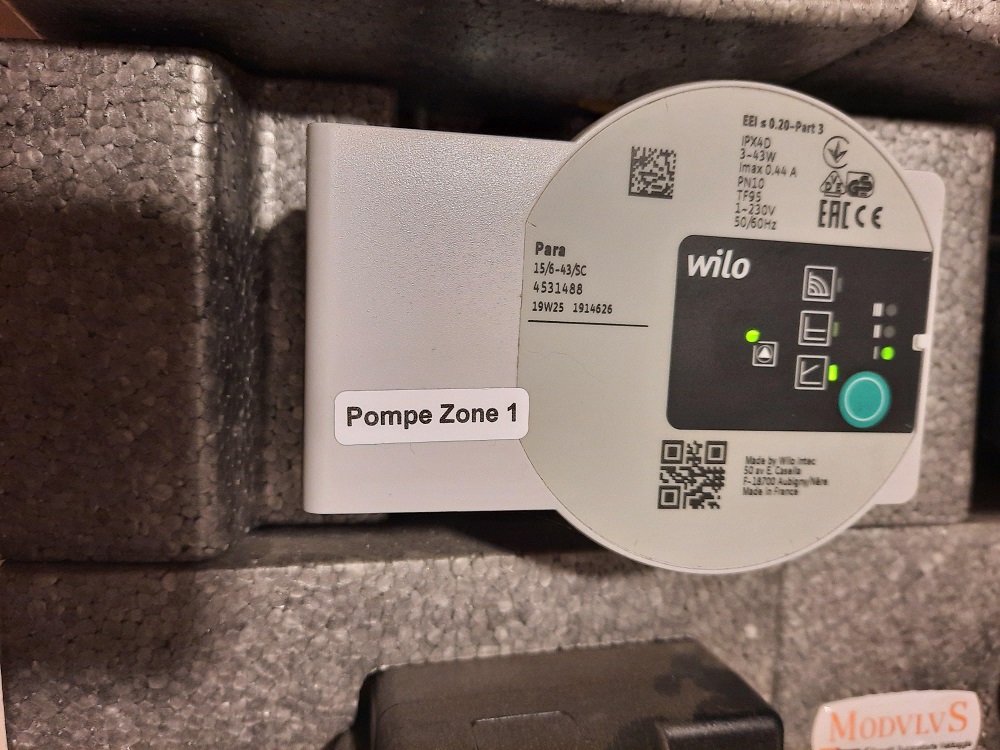 EEI ≤ 0.20-Part 3
IPX4D
3-43W
Imax 0,44 A
PN10
TF95
1~230V
50/60Hz
EAC CE
Para
15/6-43/SC
4531488
19W25 1914626
wilo
Pompe Zone 1
Made by Wilo Intec
50 av E. Casella
F-18700 Aubigny/Nère
Made in France
MODVLVS